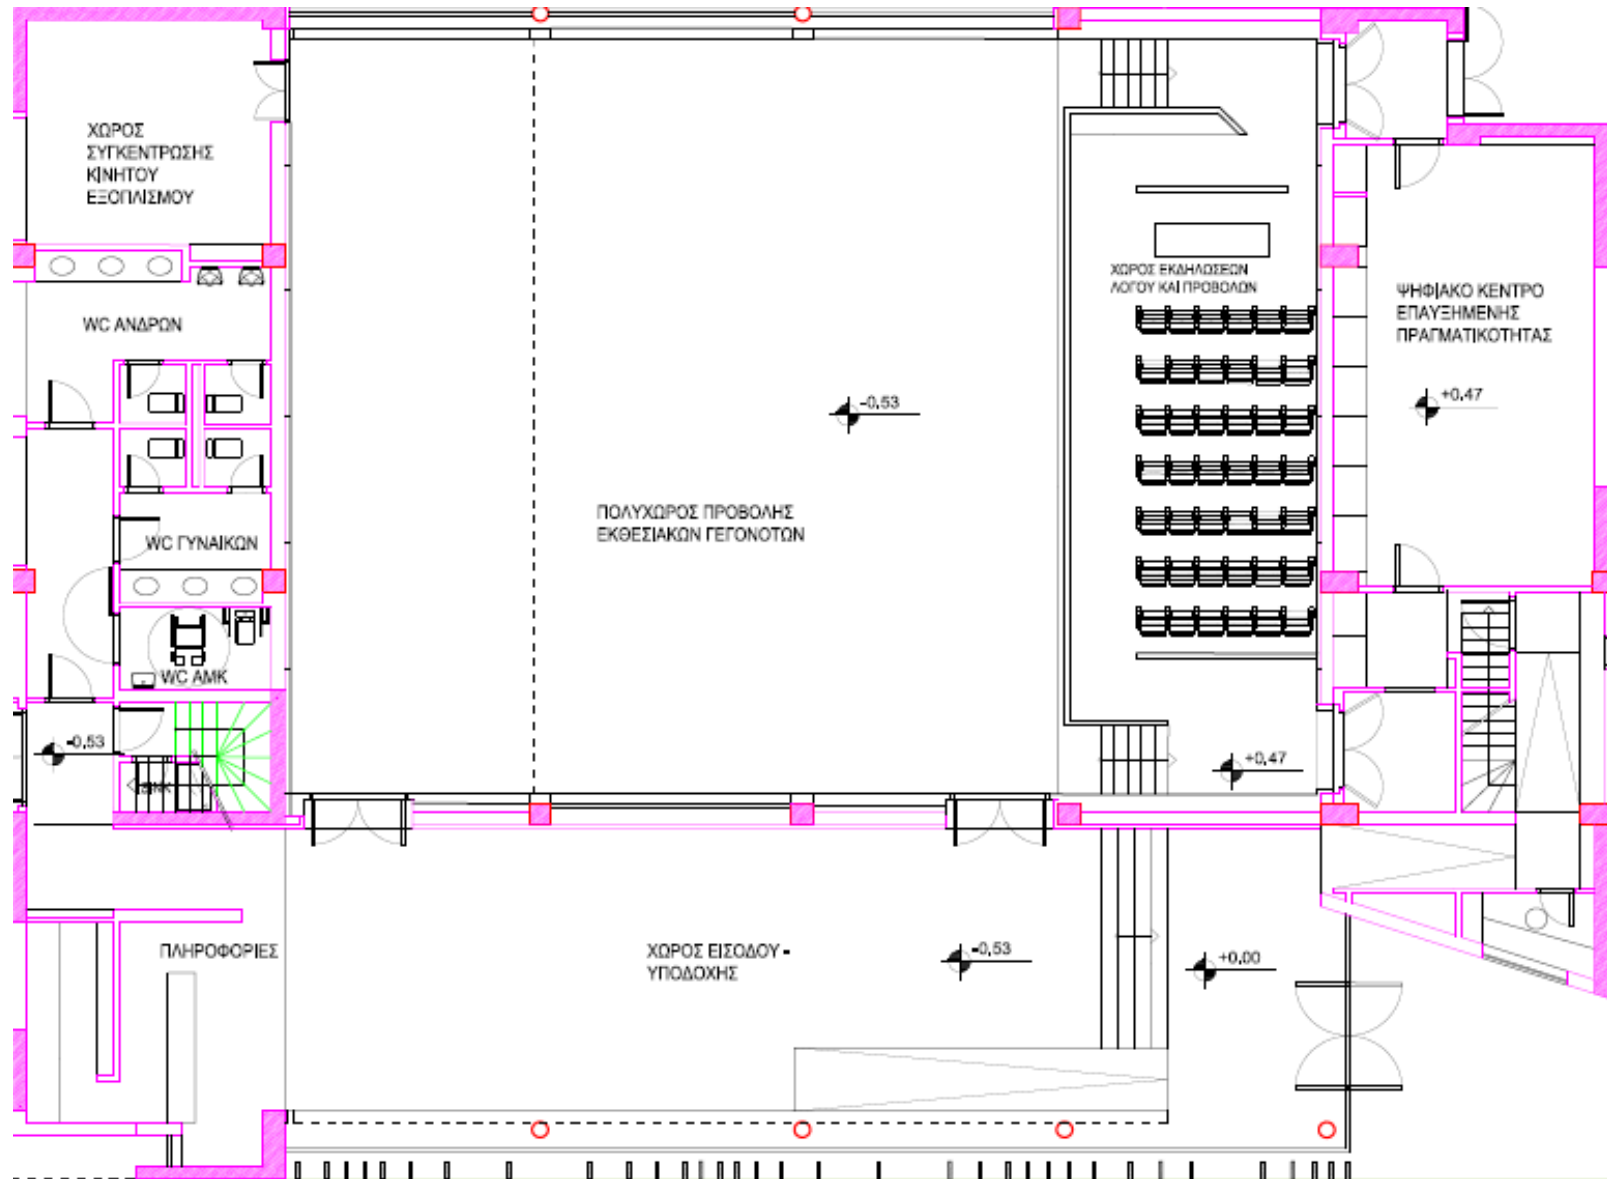 ΧΩΡΟΣ
ΣΥΓΚΕΝΤΡΩΣΗΣ
ΚΙΝΗΤΟΥ
ΕΞΟΠΛΙΣΜΟΥ
WC ΑΝΔΡΩΝ
WC ΓΥΝΑΙΚΩΝ
WC ΑΜΚ
-0,53
ΠΟΛΥΧΩΡΟΣ ΠΡΟΒΟΛΗΣ
ΕΚΘΕΣΙΑΚΩΝ ΓΕΓΟΝΟΤΩΝ
-0,53
ΧΩΡΟΣ ΕΚΔΗΛΩΣΕΩΝ
ΛΟΓΟΥ ΚΑΙ ΠΡΟΒΟΛΩΝ
+0,47
ΨΗΦΙΑΚΟ ΚΕΝΤΡΟ
ΕΠΑΥΞΗΜΕΝΗΣ
ΠΡΑΓΜΑΤΙΚΟΤΗΤΑΣ
+0,47
ΠΛΗΡΟΦΟΡΙΕΣ
ΧΩΡΟΣ ΕΙΣΟΔΟΥ -
ΥΠΟΔΟΧΗΣ
-0,53
+0,00